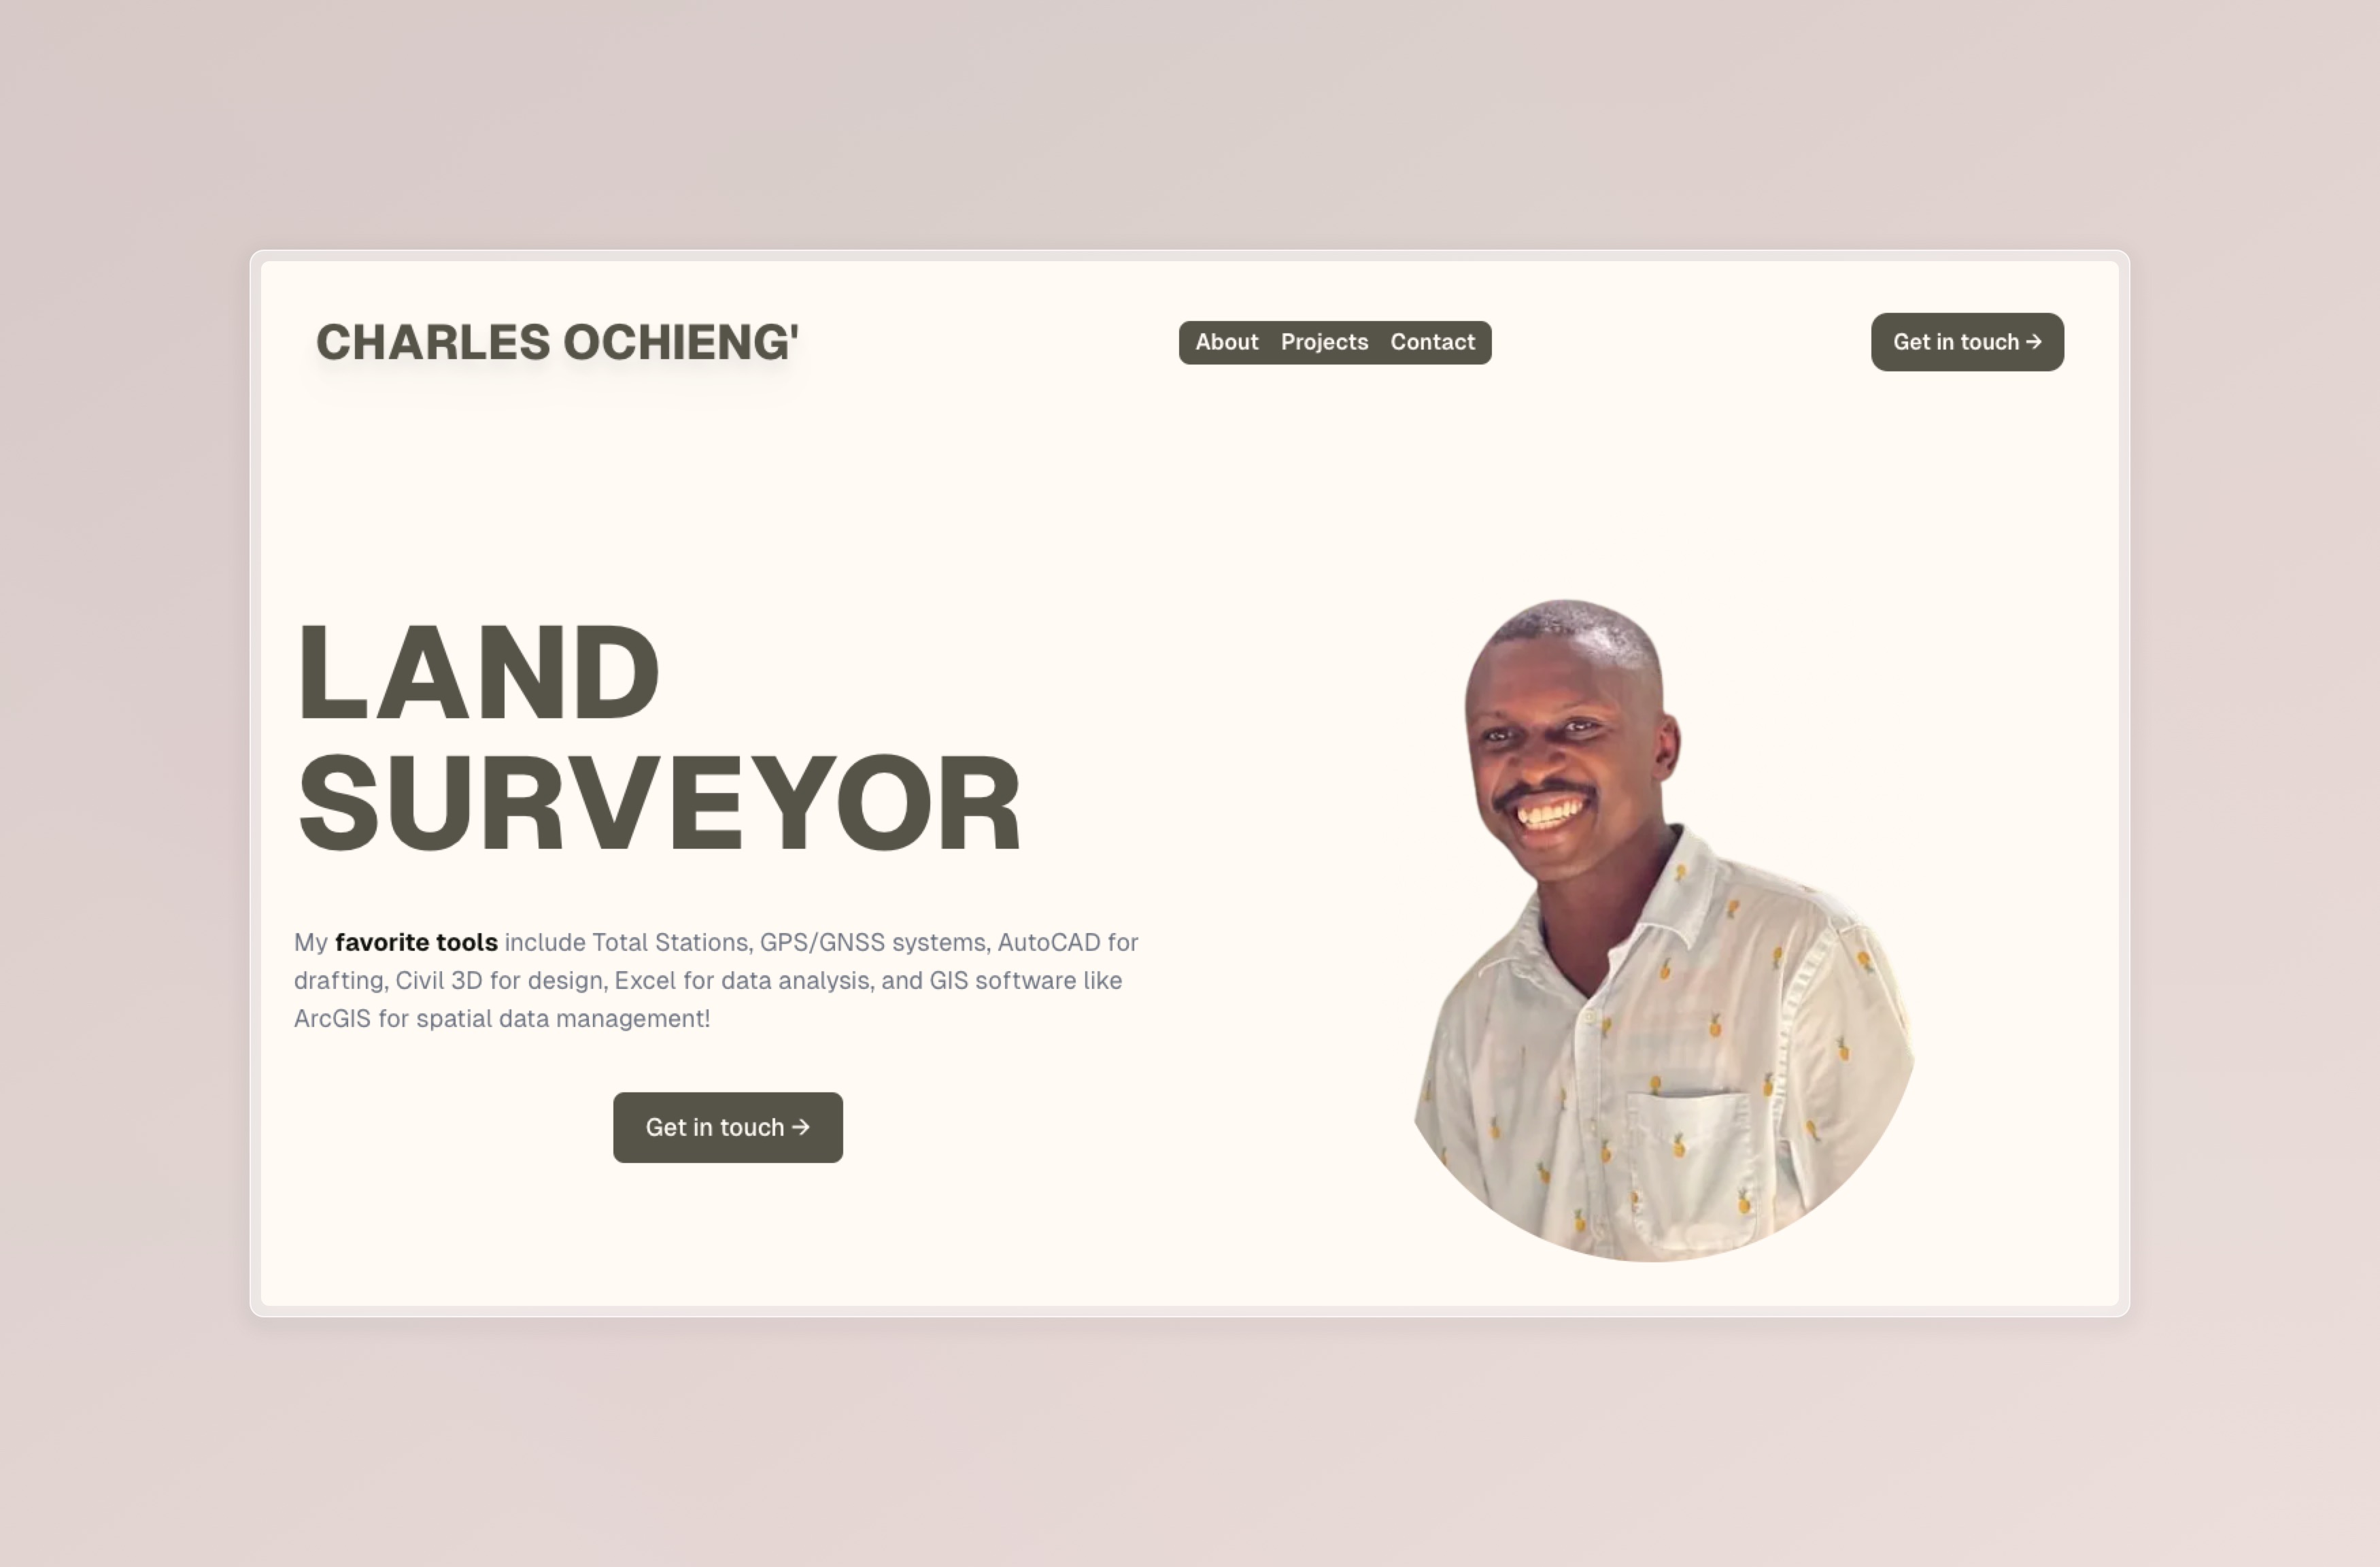 CHARLES OCHIENG'
About Projects Contact
Get in touch →
LAND
SURVEYOR
My favorite tools include Total Stations, GPS/GNSS systems, AutoCAD for
drafting, Civil 3D for design, Excel for data analysis, and GIS software like
ArcGIS for spatial data management!
Get in touch →